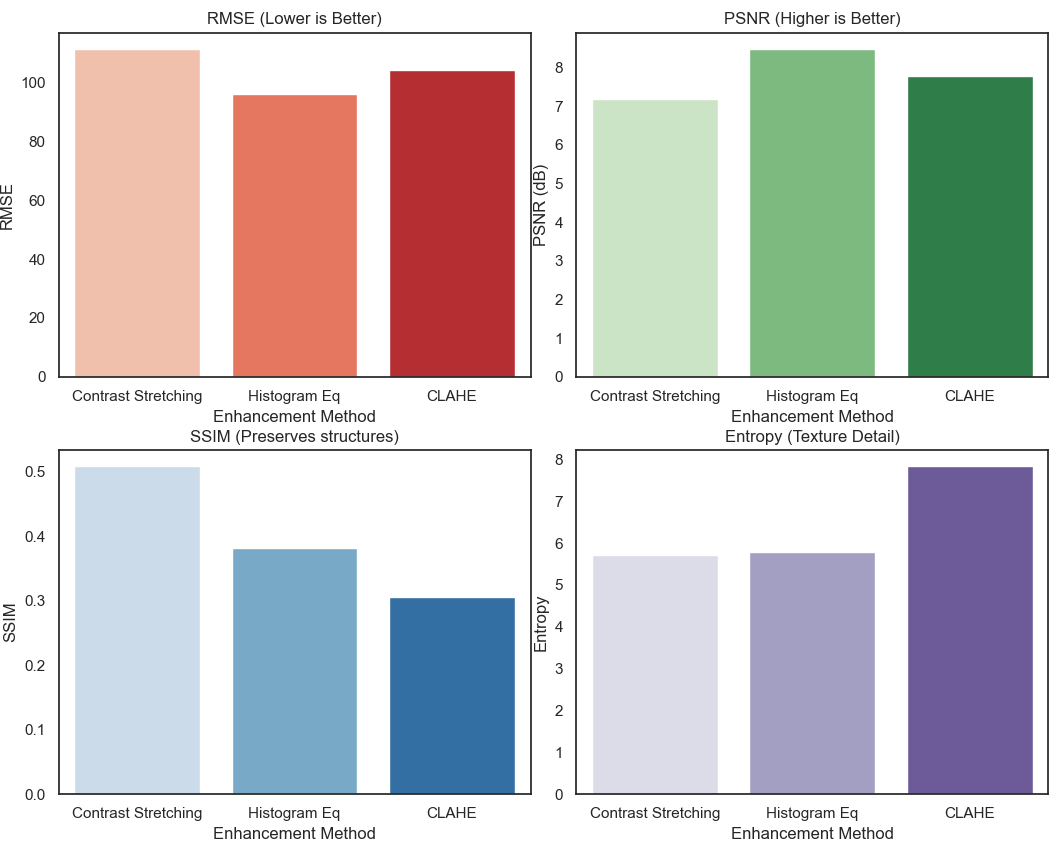 RMSE (Lower is Better)
100
80
60
40
20
0
RMSE
Contrast Stretching Histogram Eq CLAHE
Enhancement Method
PSNR (Higher is Better)
8
7
6
5
4
3
2
1
0
PSNR (dB)
Contrast Stretching Histogram Eq CLAHE
Enhancement Method
SSIM (Preserves structures)
0.5
0.4
0.3
0.2
0.1
0.0
SSIM
Contrast Stretching Histogram Eq CLAHE
Enhancement Method
Entropy (Texture Detail)
8
7
6
5
4
3
2
1
0
Entropy
Contrast Stretching Histogram Eq CLAHE
Enhancement Method